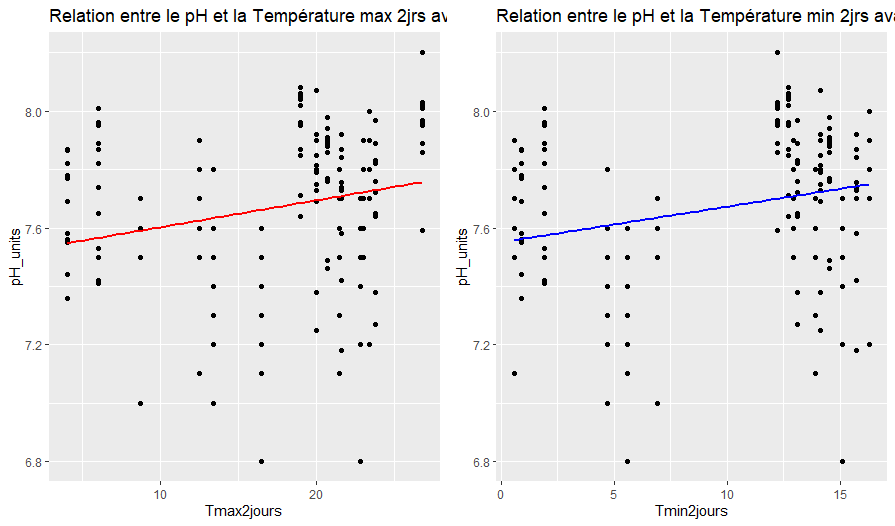 Relation entre le pH et la Température max 2jrs av
pH_units
8.0
7.6
7.2
6.8
10
20
Tmax2jours
Relation entre le pH et la Température min 2jrs ava
pH_units
8.0
7.6
7.2
6.8
0
5
10
15
Tmin2jours